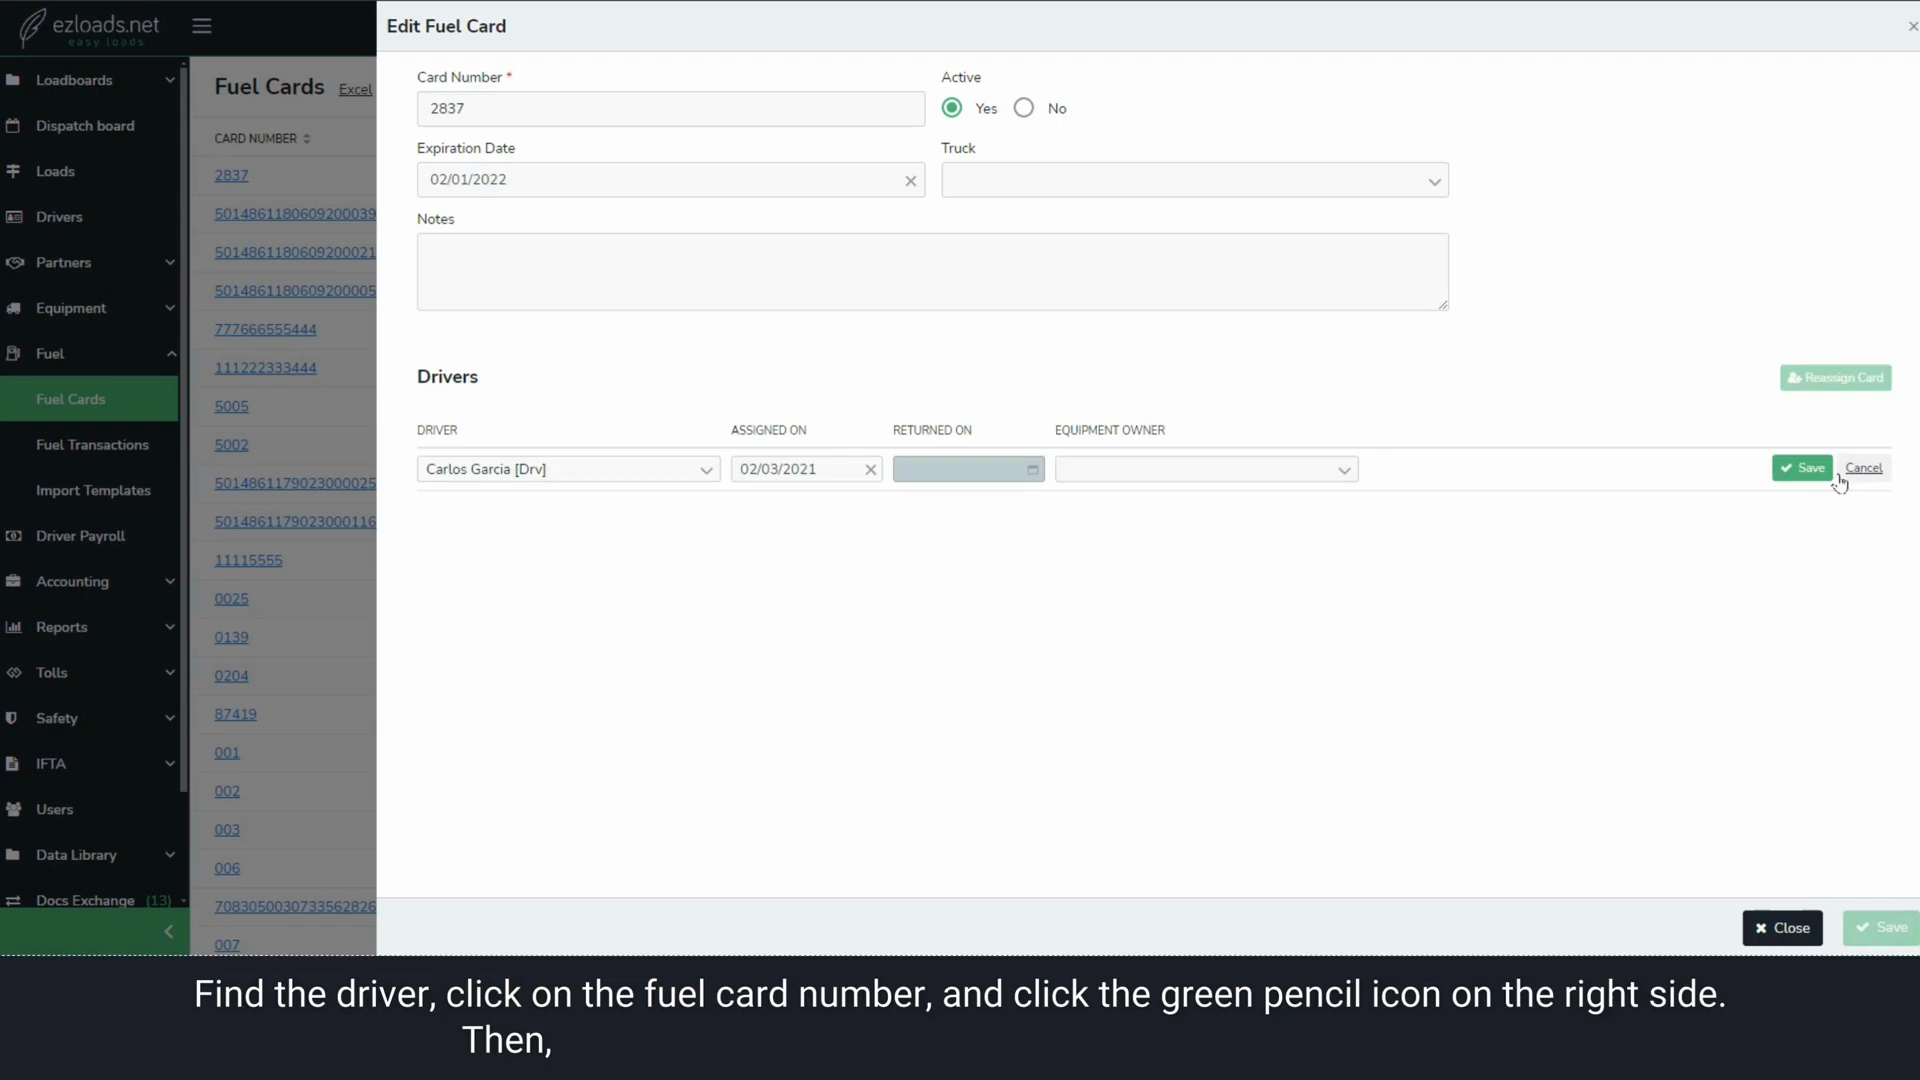 ezloads.net
easy loads
Edit Fuel Card
Loadboards
Dispatch board
Loads
Drivers
Partners
Equipment
Fuel
Fuel Cards
Fuel Transactions
Import Templates
Driver Payroll
Accounting
Reports
Tolls
Safety
IFTA
Users
Data Library
Docs Exchange (13)
Fuel Cards Excel
CARD NUMBER
2837
5014861180609200039
5014861180609200021
5014861180609200005
777666555444
111222333444
5005
5002
5014861179023000025
5014861179023000116
11115555
0025
0139
0204
87419
001
002
003
006
7083050030733562826
007
Card Number *
2837
Active
Yes No
Expiration Date
02/01/2022
Truck
Notes
Drivers
Reassign Card
DRIVER ASSIGNED ON RETURNED ON EQUIPMENT OWNER
Carlos Garcia [Drv] 02/03/2021 Save Cancel
Close Save
Find the driver, click on the fuel card number, and click the green pencil icon on the right side.
Then,